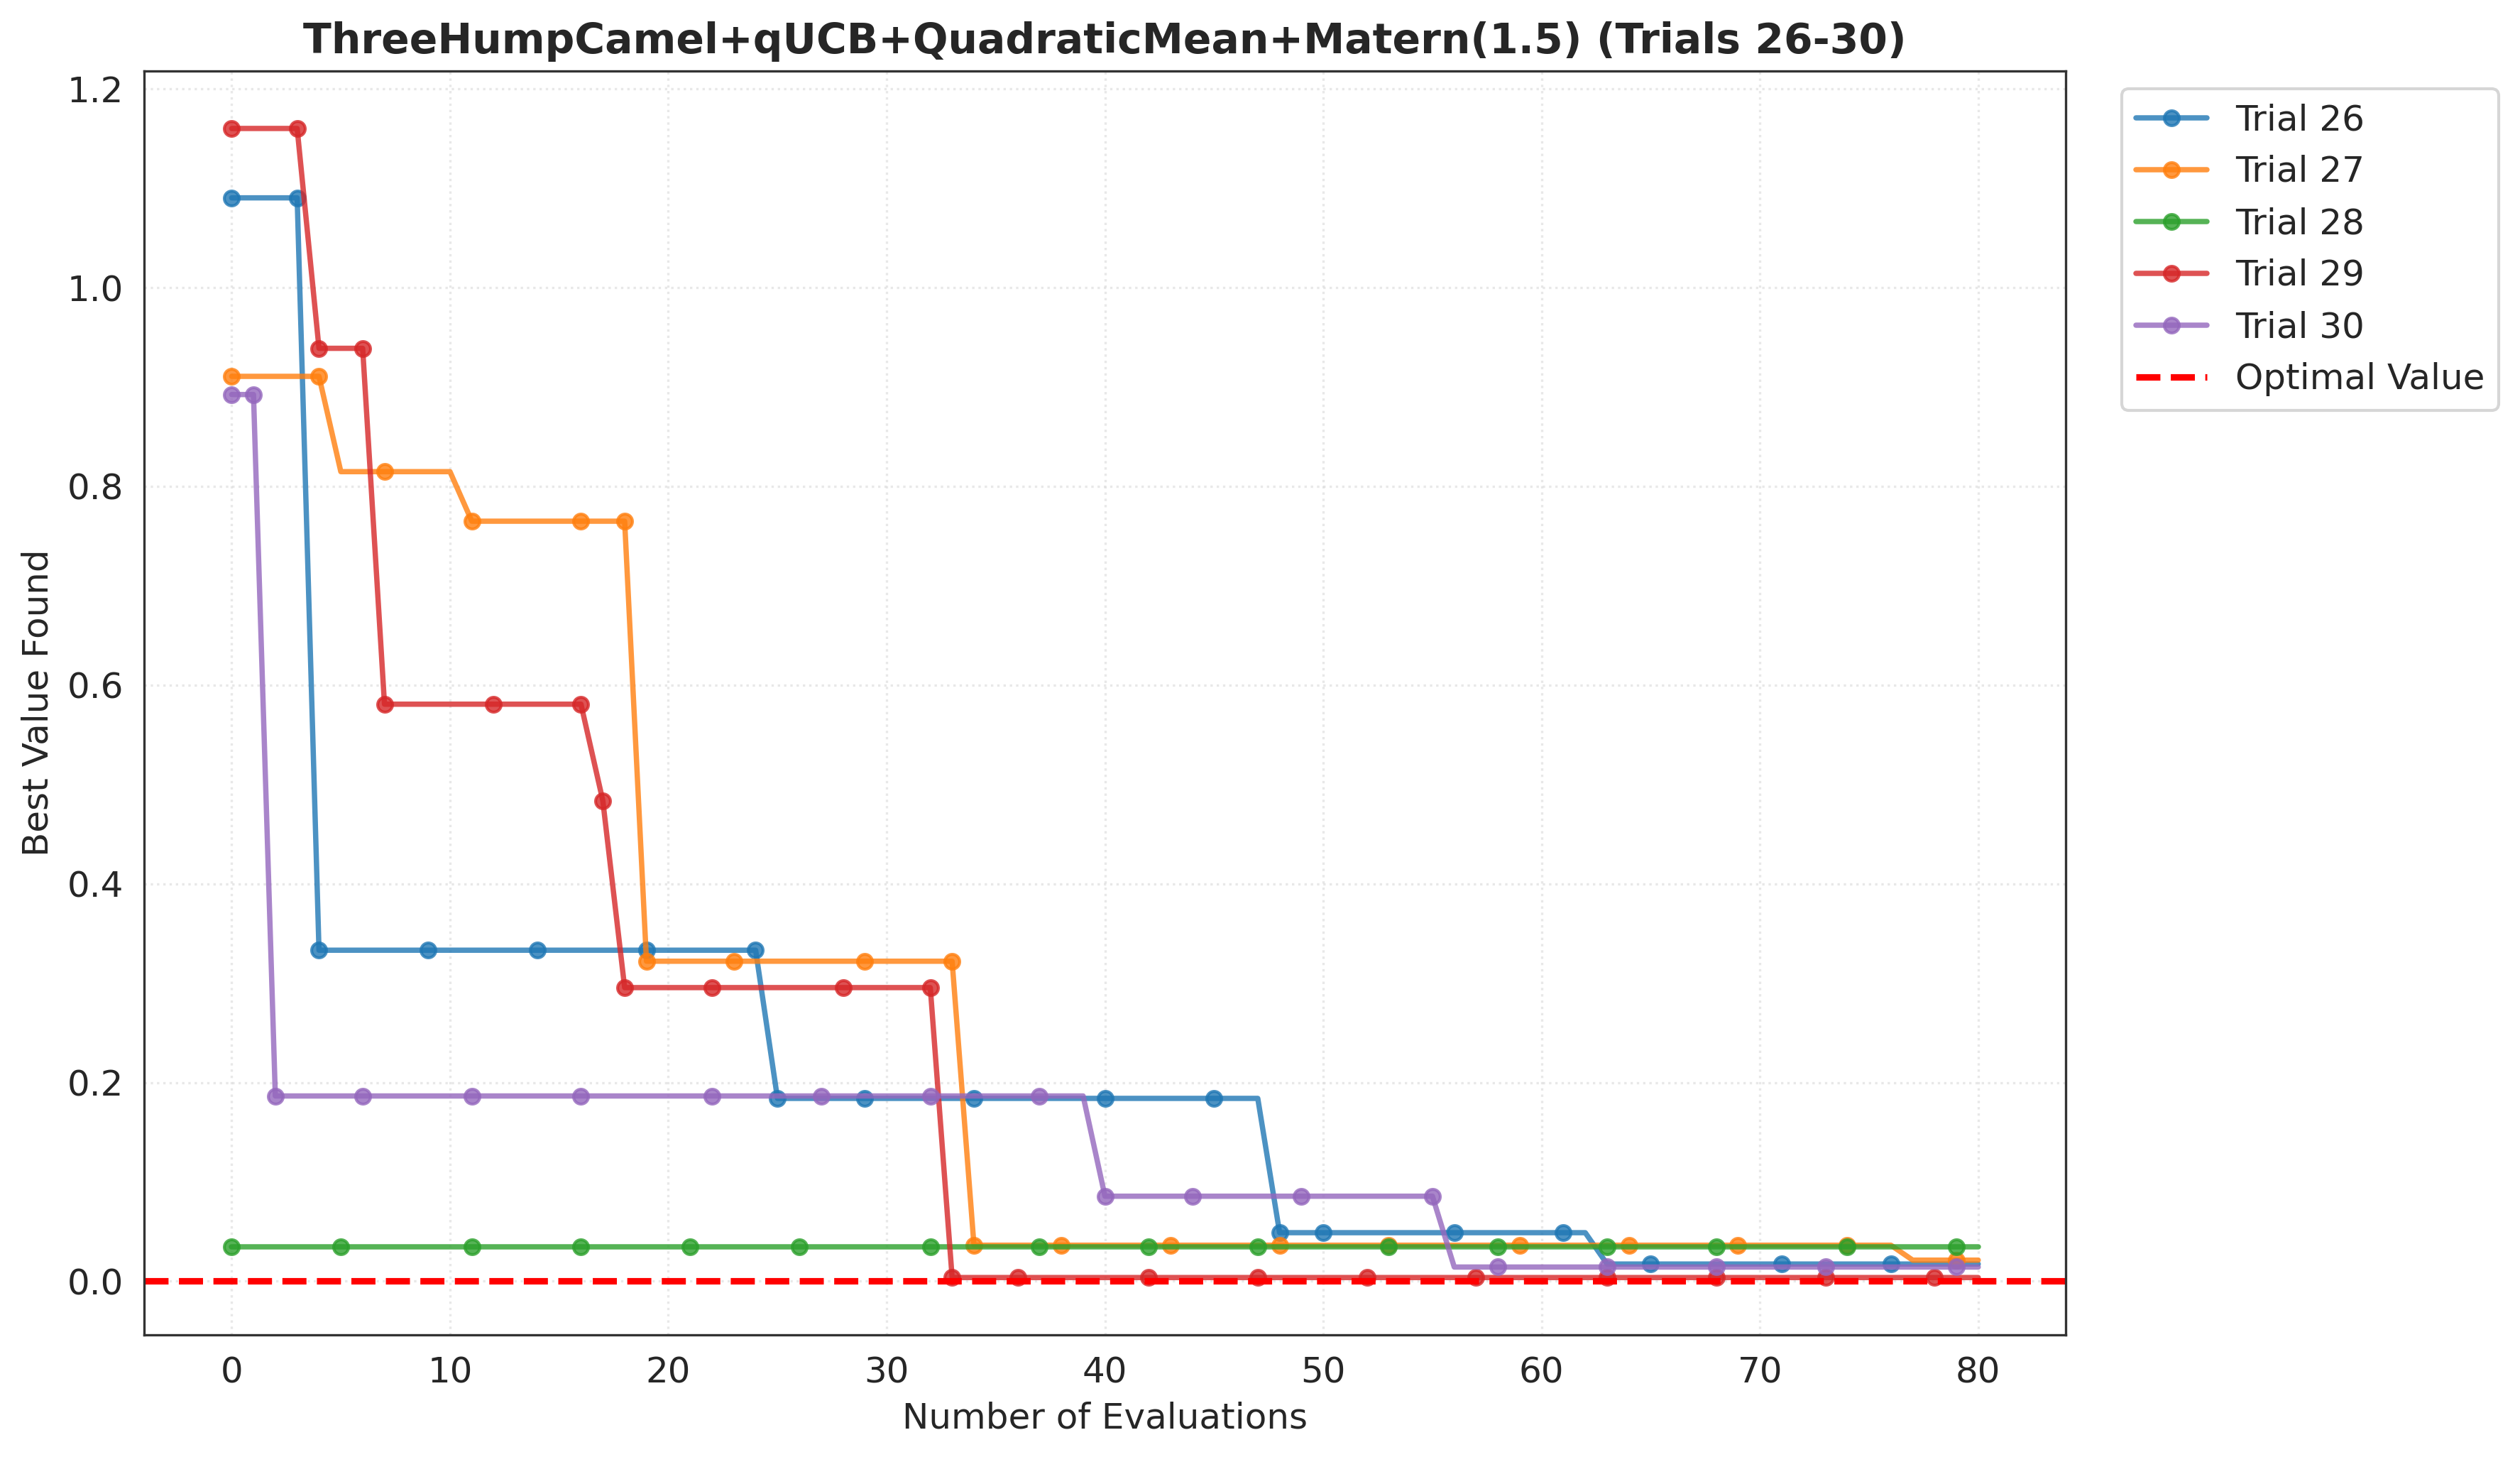 ThreeHumpCamel+qUCB+QuadraticMean+Matern(1.5) (Trials 26-30)
Best Value Found
1.2
1.0
0.8
0.6
0.4
0.2
0.0
0 10 20 30 40 50 60 70 80
Number of Evaluations
Trial 26
Trial 27
Trial 28
Trial 29
Trial 30
Optimal Value